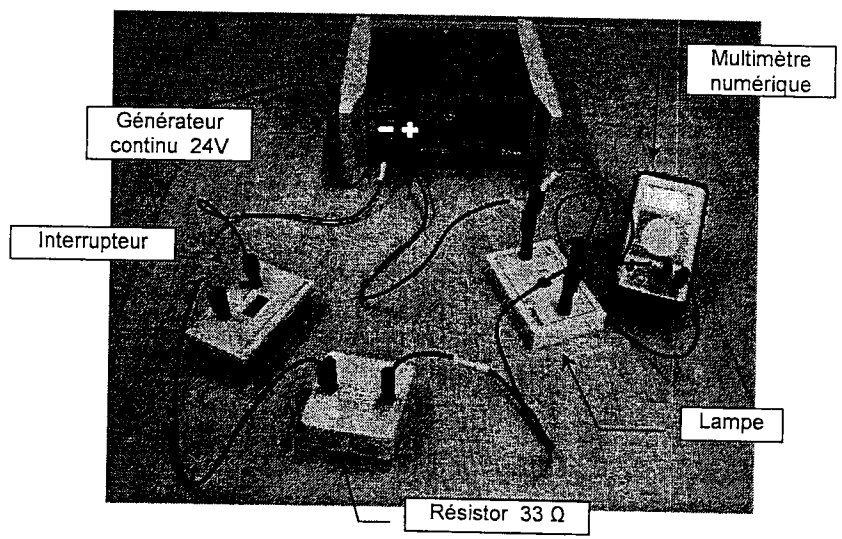 Multimètre
numérique
- +
Générateur
continu 24V
Interrupteur
Lampe
Résistor 33 Ω